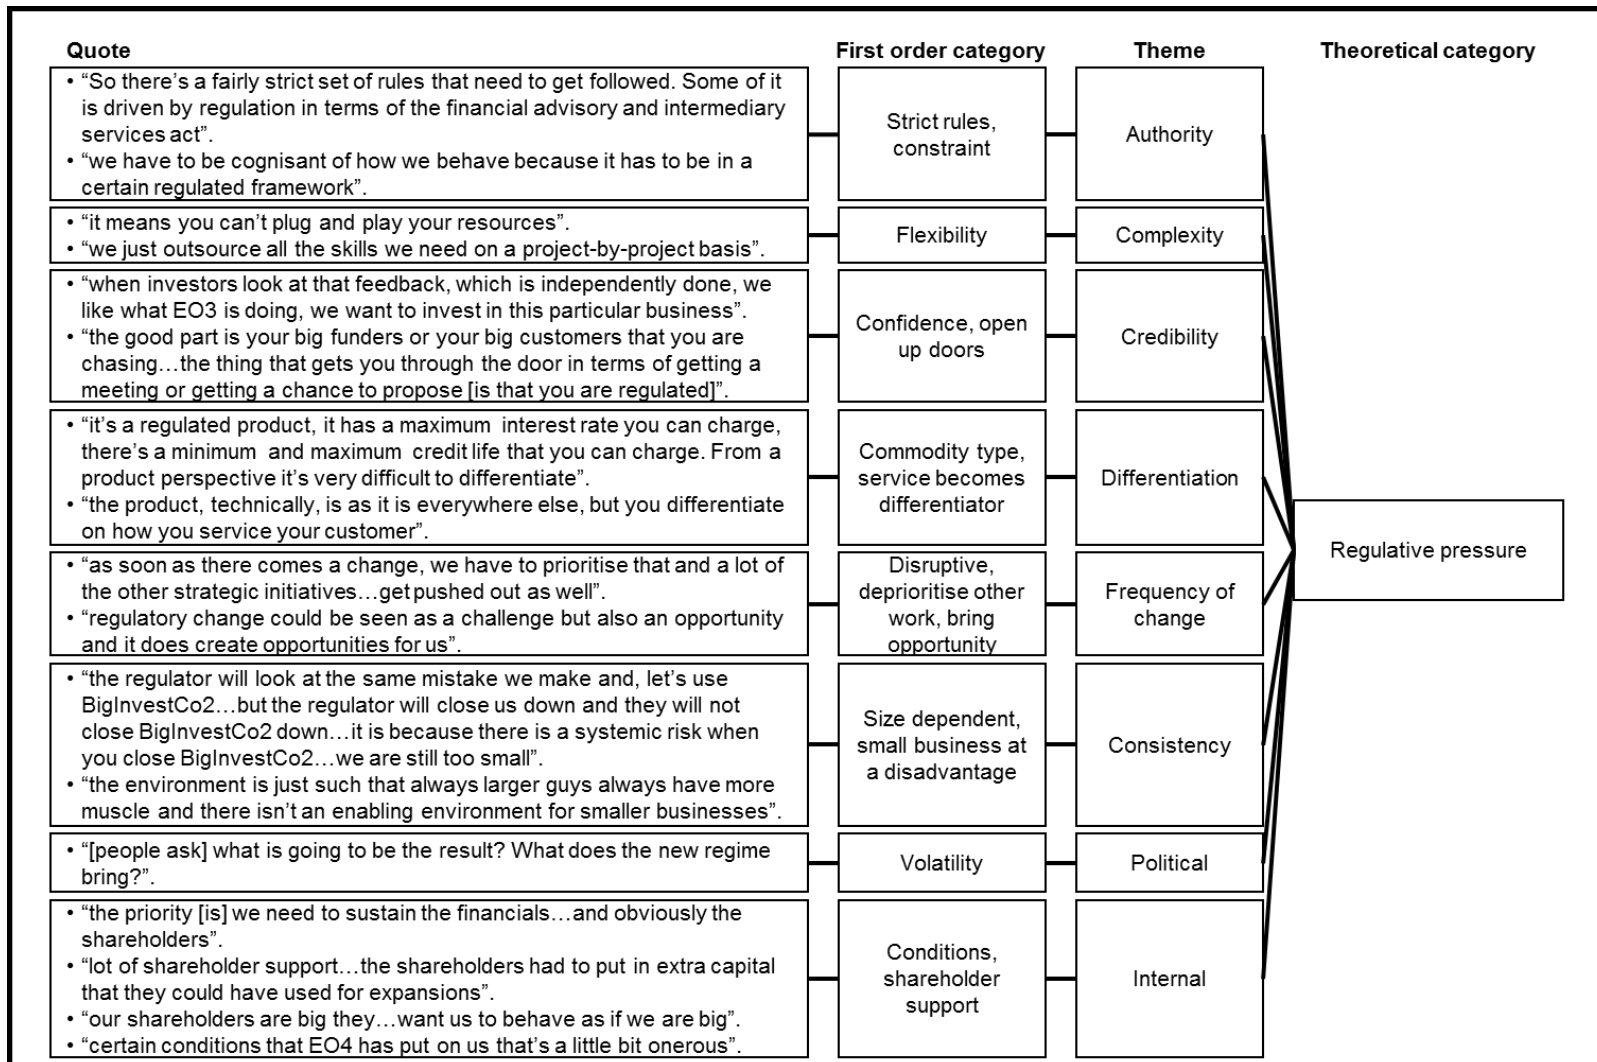 Quote
First order category
Theme
Theoretical category
• “So there’s a fairly strict set of rules that need to get followed. Some of it
is driven by regulation in terms of the financial advisory and intermediary
services act”.
• “we have to be cognisant of how we behave because it has to be in a
certain regulated framework”.
Strict rules,
constraint
Authority
• “it means you can’t plug and play your resources”.
• “we just outsource all the skills we need on a project-by-project basis”.
Flexibility
Complexity
• “when investors look at that feedback, which is independently done, we
like what EO3 is doing, we want to invest in this particular business”.
• “the good part is your big funders or your big customers that you are
chasing…the thing that gets you through the door in terms of getting a
meeting or getting a chance to propose [is that you are regulated]”.
Confidence, open
up doors
Credibility
• “it’s a regulated product, it has a maximum interest rate you can charge,
there’s a minimum and maximum credit life that you can charge. From a
product perspective it’s very difficult to differentiate”.
• “the product, technically, is as it is everywhere else, but you differentiate
on how you service your customer”.
Commodity type,
service becomes
differentiator
Differentiation
• “as soon as there comes a change, we have to prioritise that and a lot of
the other strategic initiatives…get pushed out as well”.
• “regulatory change could be seen as a challenge but also an opportunity
and it does create opportunities for us”.
Disruptive,
deprioritise other
work, bring
opportunity
Frequency of
change
Regulative pressure
• “the regulator will look at the same mistake we make and, let’s use
BigInvestCo2…but the regulator will close us down and they will not
close BigInvestCo2 down…it is because there is a systemic risk when
you close BigInvestCo2…we are still too small”.
• “the environment is just such that always larger guys always have more
muscle and there isn’t an enabling environment for smaller businesses”.
Size dependent,
small business at
a disadvantage
Consistency
• “[people ask] what is going to be the result? What does the new regime
bring?”.
Volatility
Political
• “the priority [is] we need to sustain the financials…and obviously the
shareholders”.
• “lot of shareholder support…the shareholders had to put in extra capital
that they could have used for expansions”.
• “our shareholders are big they…want us to behave as if we are big”.
• “certain conditions that EO4 has put on us that’s a little bit onerous”.
Conditions,
shareholder
support
Internal